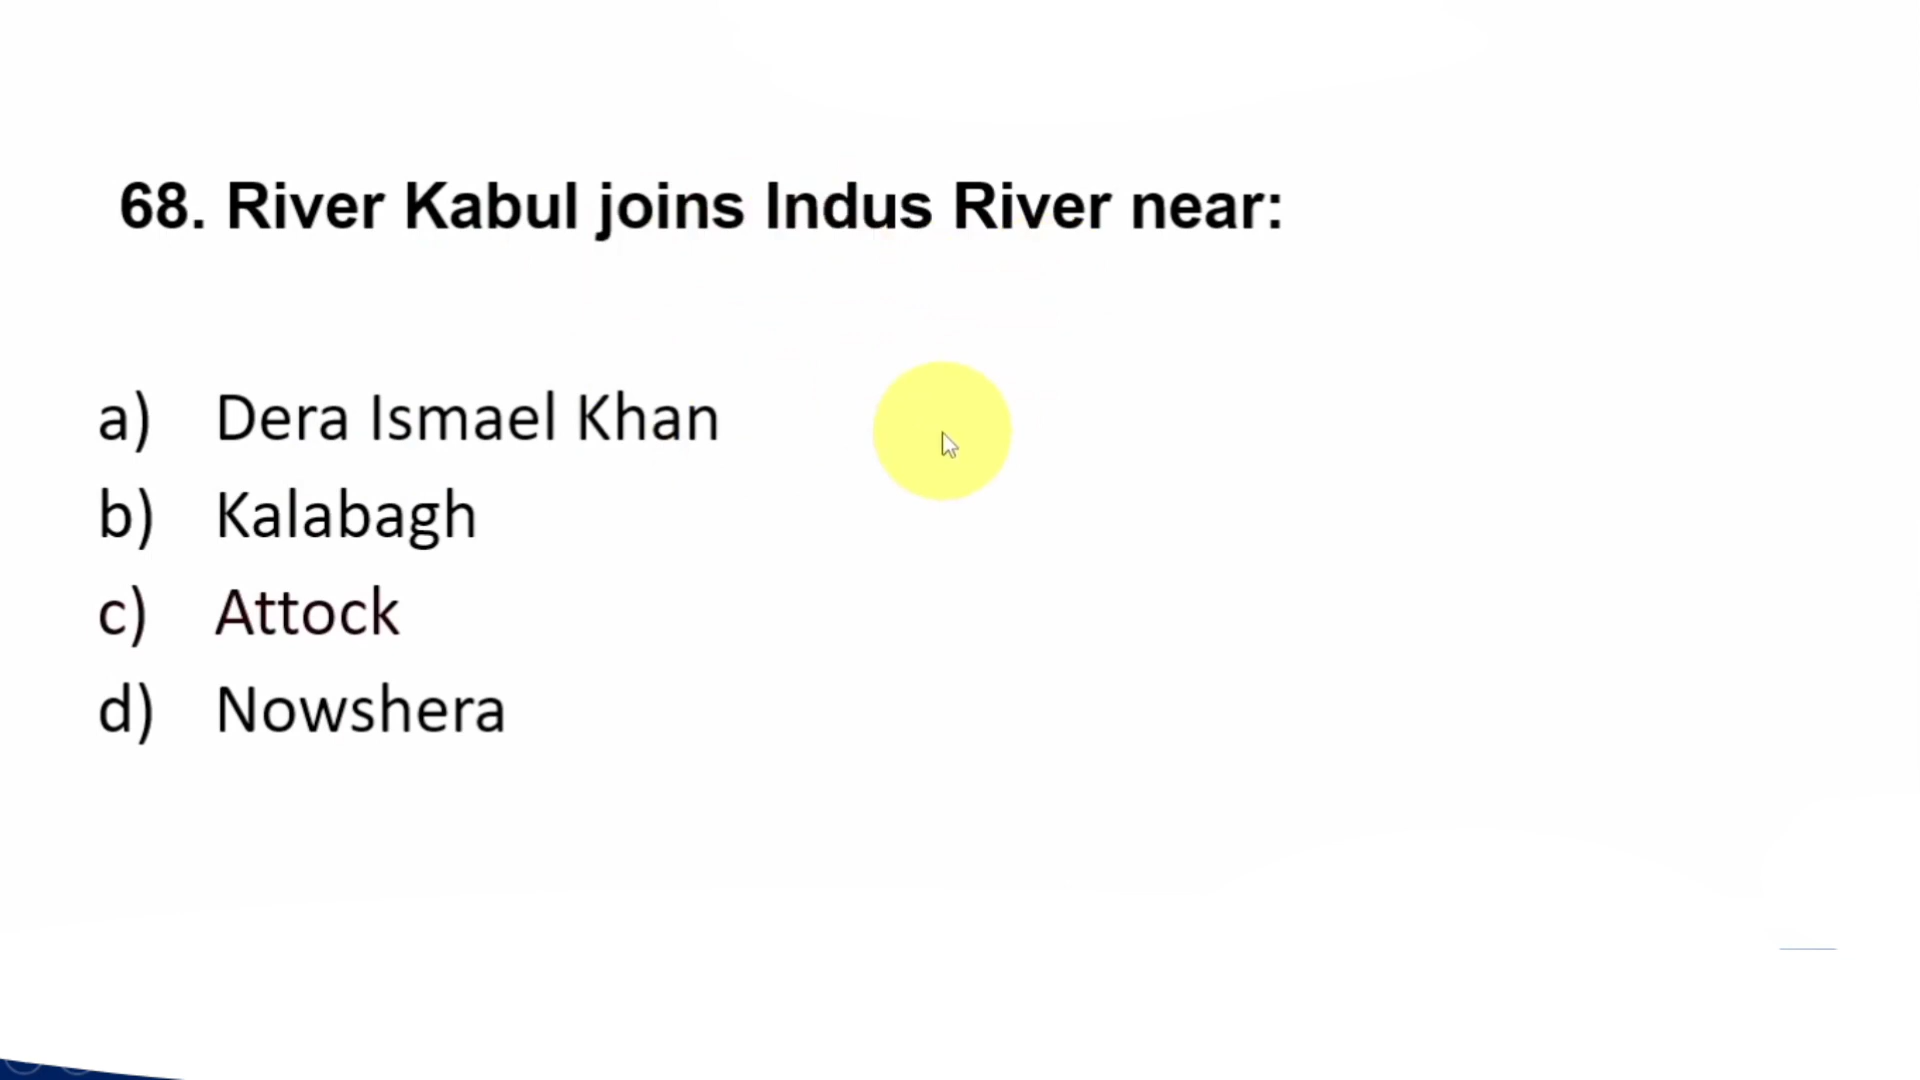 68. River Kabul joins Indus River near:
a) Dera Ismael Khan
b) Kalabagh
c) Attock
d) Nowshera